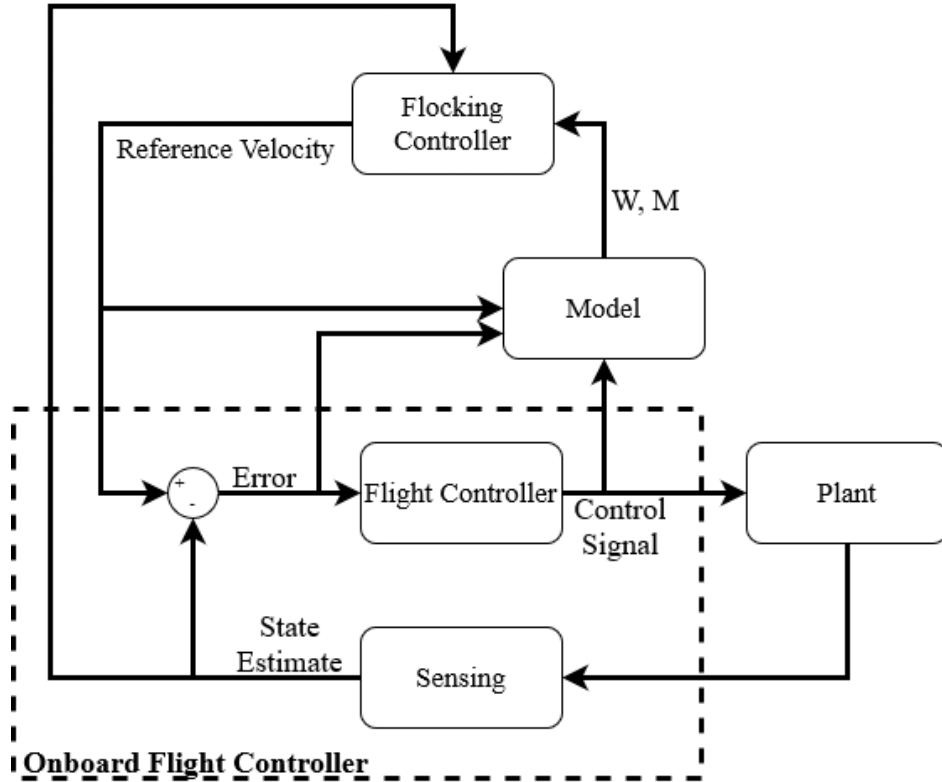 Flocking
Controller
Reference Velocity
W, M
Model
+
-
Error
Flight Controller
Control
Signal
Plant
State
Estimate
Sensing
Onboard Flight Controller